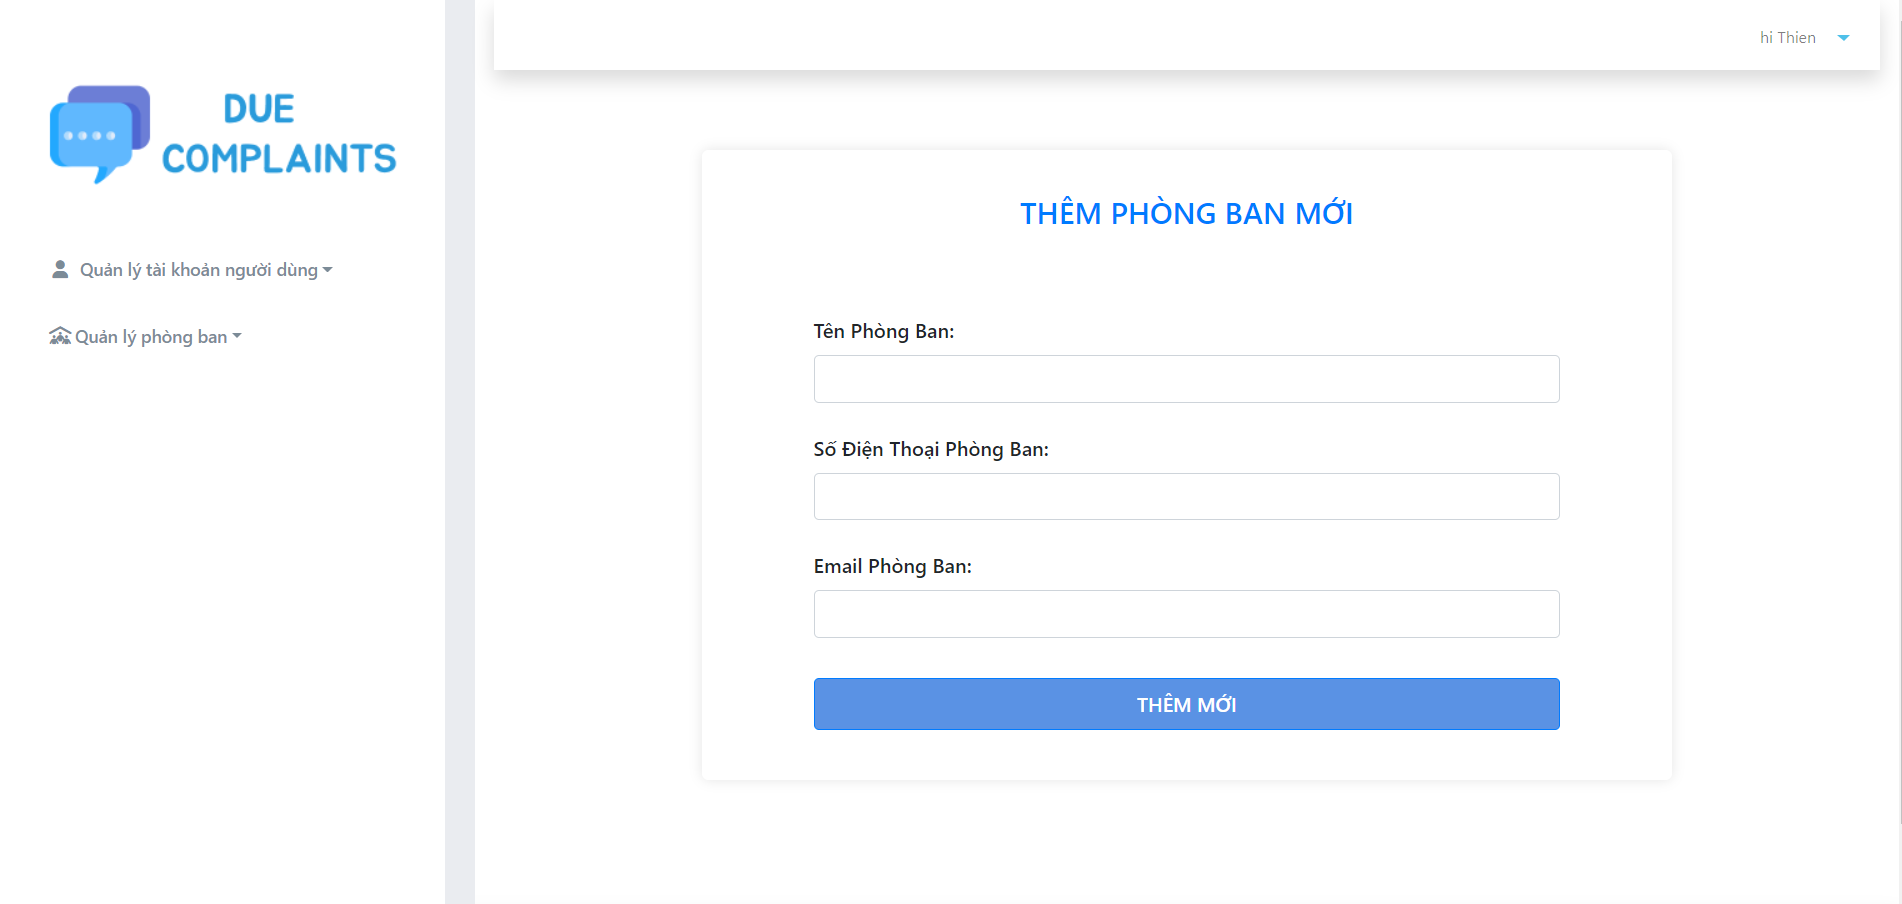 hi Thien
DUE
COMPLAINTS
Quản lý tài khoản người dùng
Quản lý phòng ban
THÊM PHÒNG BAN MỚI
Tên Phòng Ban:
Số Điện Thoại Phòng Ban:
Email Phòng Ban:
THÊM MỚI